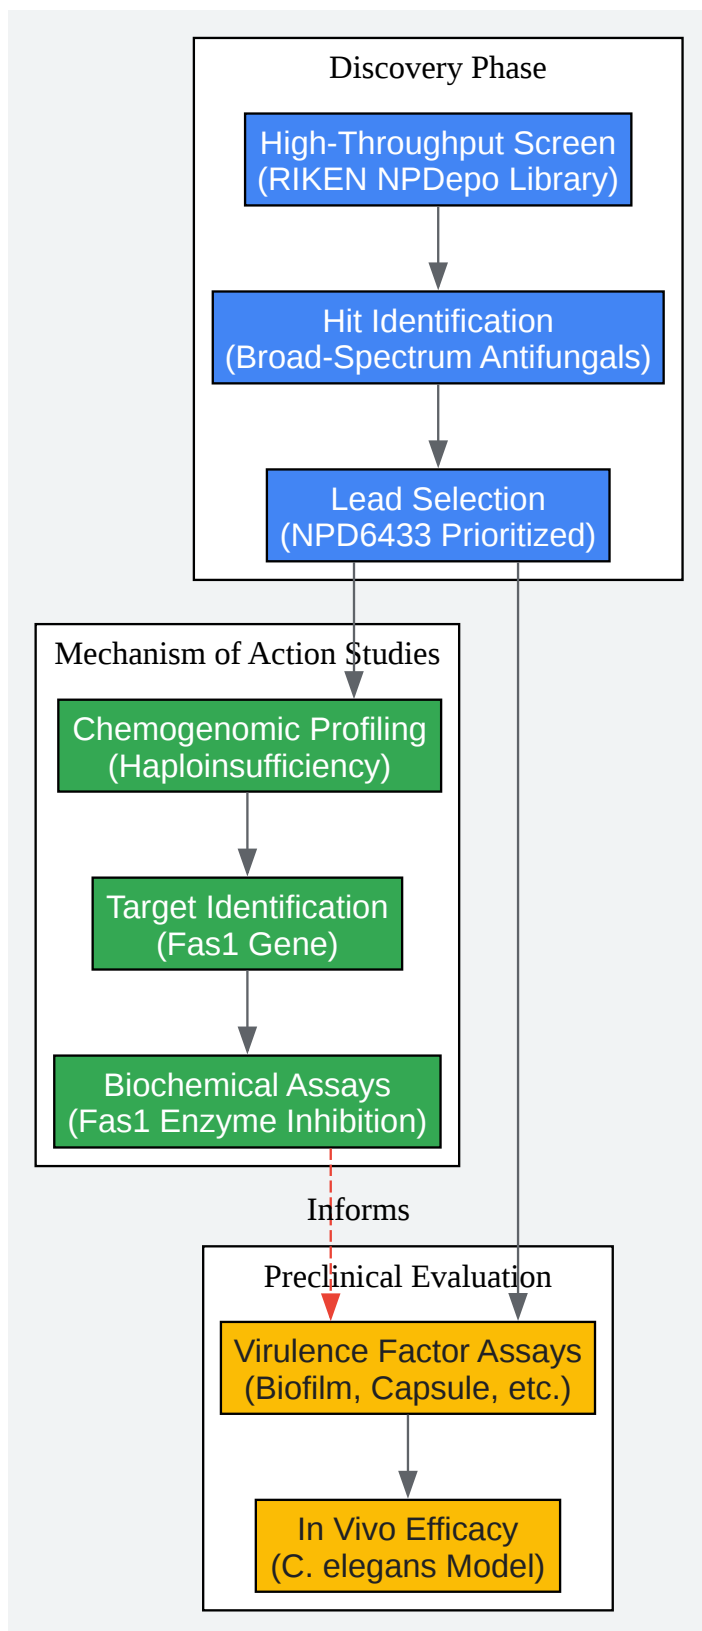 Discovery Phase
High-Throughput Screen
(RIKEN NPDepo Library)
Hit Identification
(Broad-Spectrum Antifungals)
Lead Selection
(NPD6433 Prioritized)
Mechanism of Action Studies
Chemogenomic Profiling
(Haploinsufficiency)
Target Identification
(Fas1 Gene)
Biochemical Assays
(Fas1 Enzyme Inhibition)
Informs
Preclinical Evaluation
Virulence Factor Assays
(Biofilm, Capsule, etc.)
In Vivo Efficacy
(C. elegans Model)